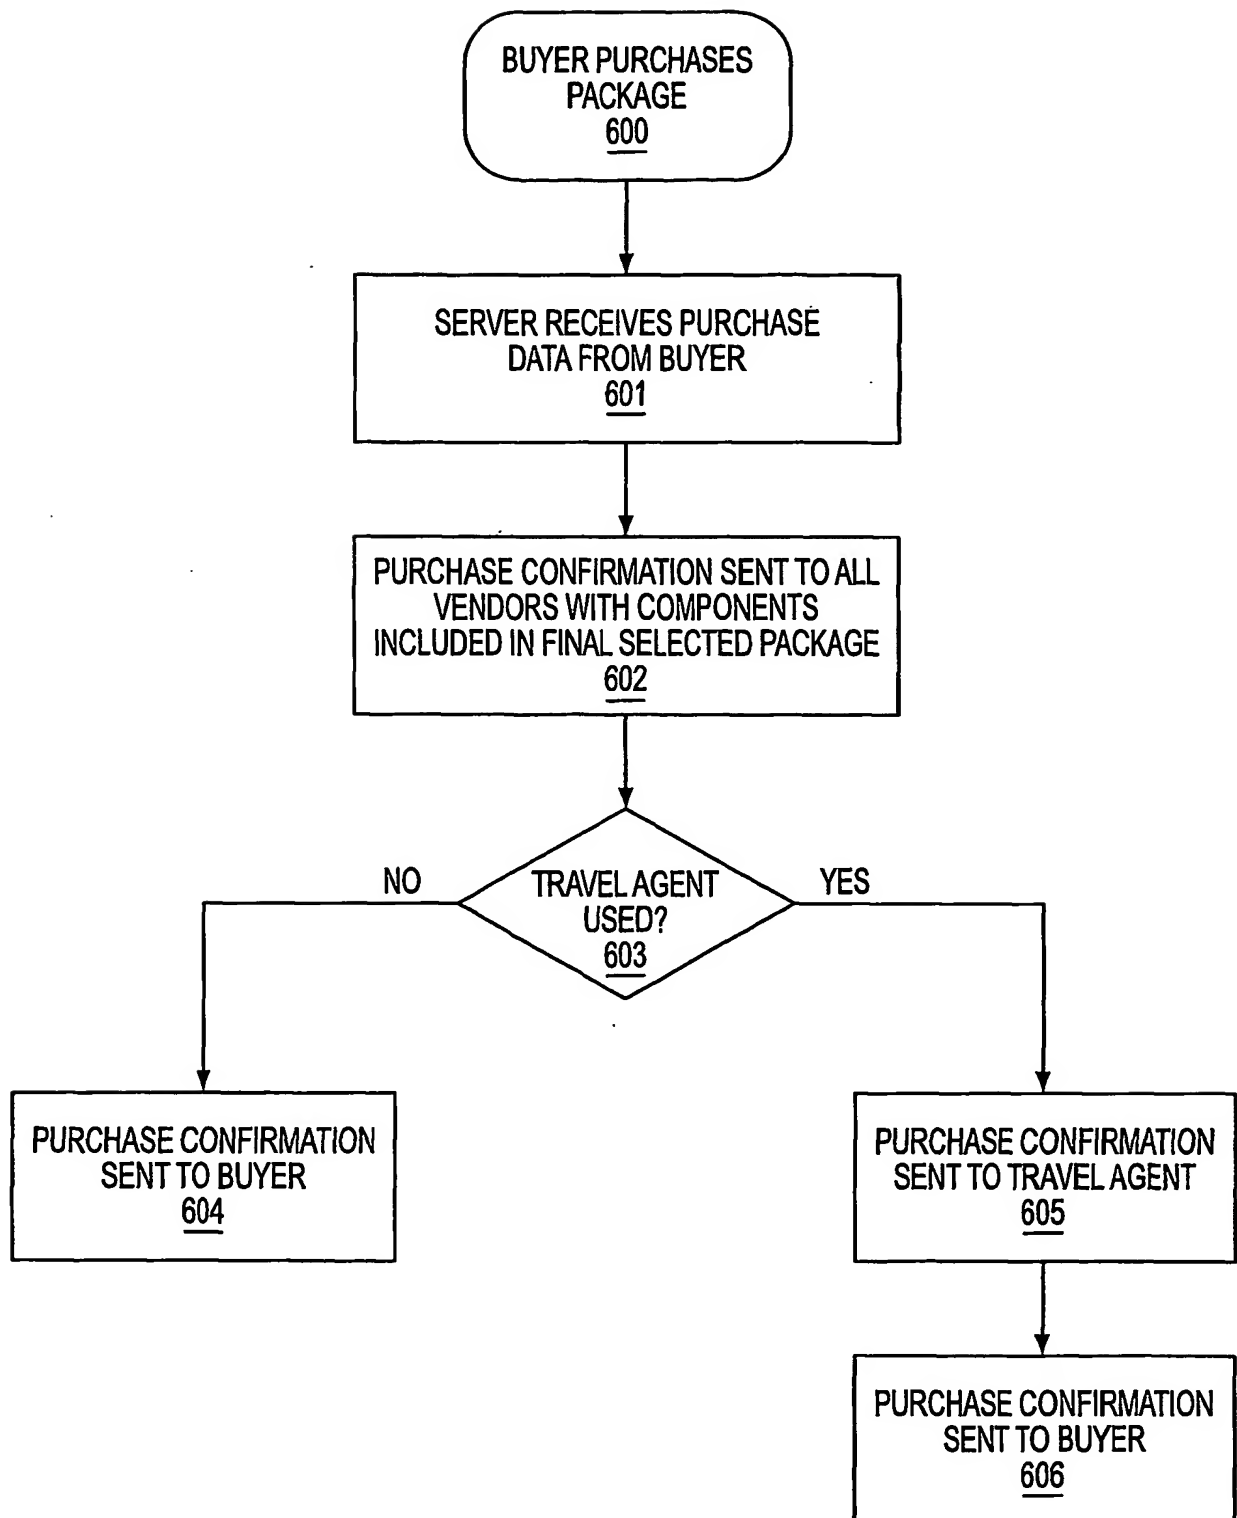 BUYER PURCHASES
PACKAGE
600
SERVER RECEIVES PURCHASE
DATA FROM BUYER
601
PURCHASE CONFIRMATION SENT TO ALL
VENDORS WITH COMPONENTS
INCLUDED IN FINAL SELECTED PACKAGE
602
NO
TRAVEL AGENT
USED?
603
YES
PURCHASE CONFIRMATION
SENT TO BUYER
604
PURCHASE CONFIRMATION
SENT TO TRAVEL AGENT
605
PURCHASE CONFIRMATION
SENT TO BUYER
606